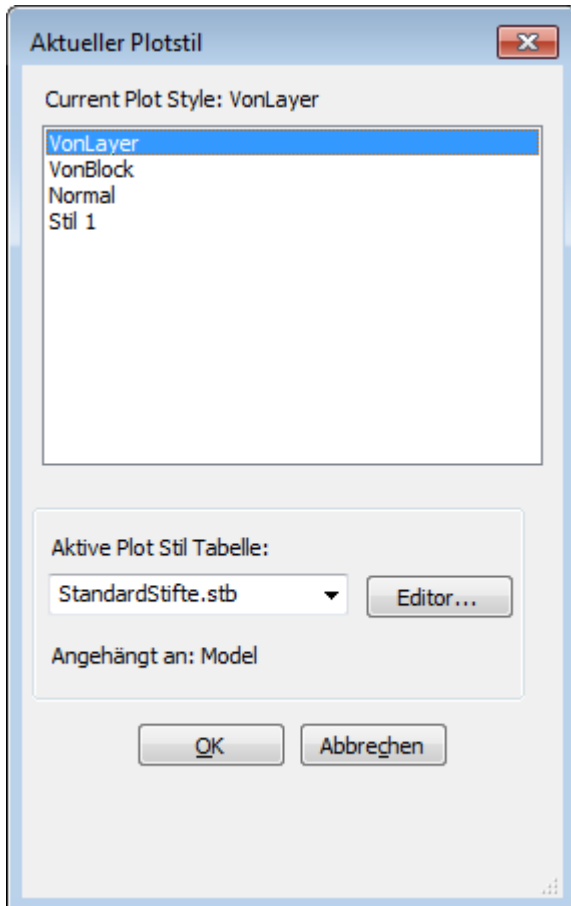 Aktueller Plotstil
Current Plot Style: VonLayer
VonLayer
VonBlock
Normal
Stil 1
Aktive Plot Stil Tabelle:
StandardStifte.stb
Editor...
Angehängt an: Model
OK
Abbrechen